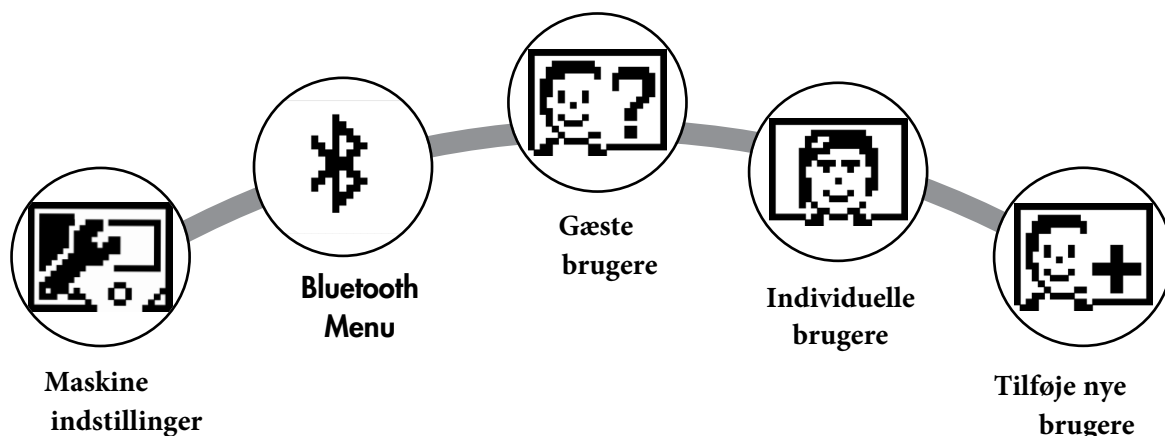 Maskine
indstillinger
Bluetooth
Menu
Gæste
brugere
Individuelle
brugere
Tilføje nye
brugere